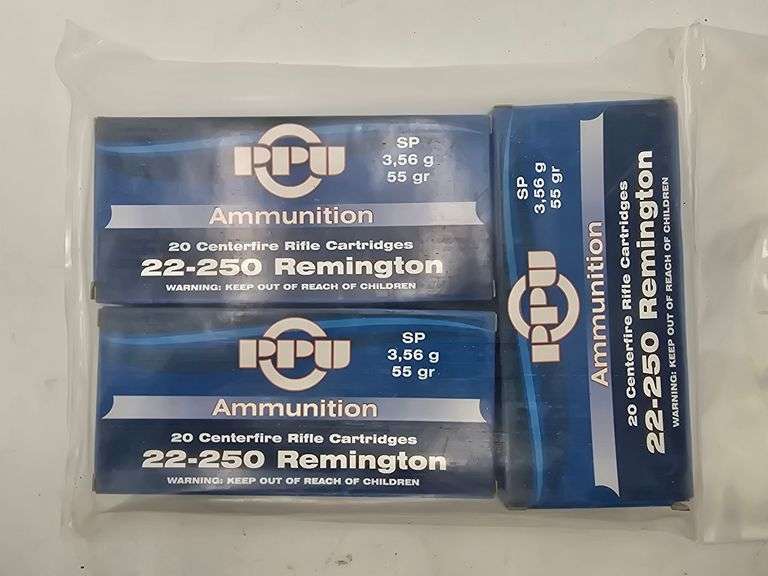 PPU
SP
3,56 g
55 gr
Ammunition
20 Centerfire Rifle Cartridges
22-250 Remington
WARNING: KEEP OUT OF REACH OF CHILDREN
PPU
SP
3,56 g
55 gr
Ammunition
20 Centerfire Rifle Cartridges
22-250 Remington
WARNING: KEEP OUT OF REACH OF CHILDREN
PPU
SP
3,56 g
55 gr
Ammunition
20 Centerfire Rifle Cartridges
22-250 Remington
WARNING: KEEP OUT OF REACH OF CHILDREN